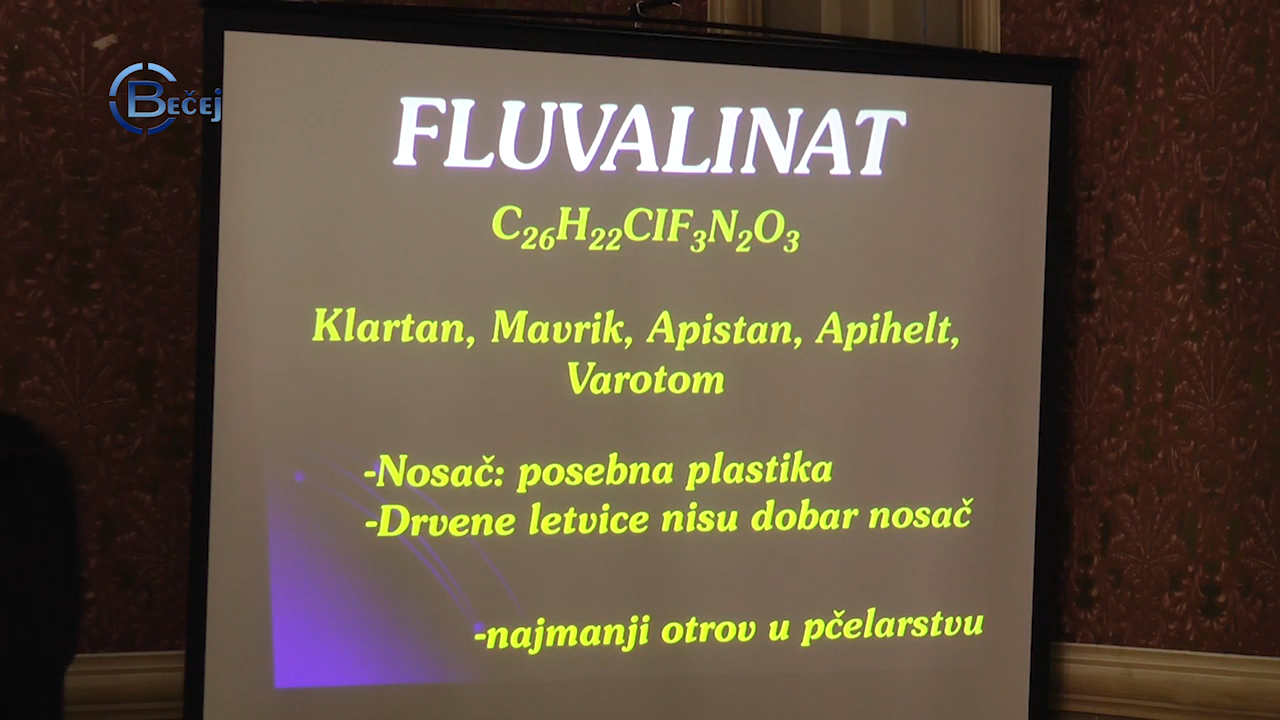 BEČEJ
FLUVALINAT
C₂₆H₂₂ClF₃N₂O₃
Klartan, Mavrik, Apistan, Apihelt,
Varotom
-Nosač: posebna plastika
-Drvene letvice nisu dobar nosač
-najmanji otrov u pčelarstvu